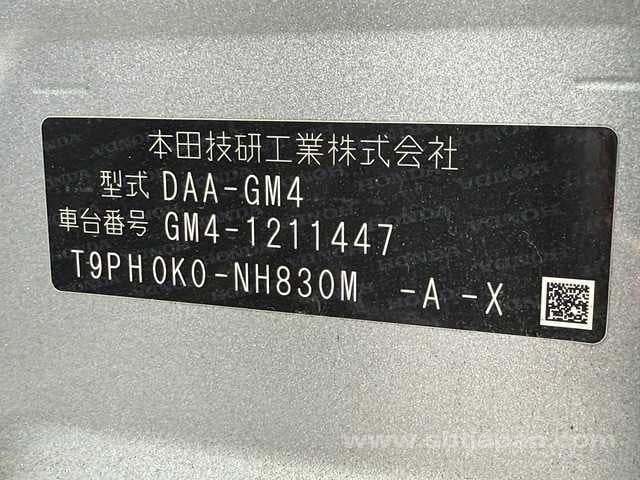 本田技研工業株式会社
型式 DAA-GM4
車台番号 GM4-1211447
T9PH0K0-NH830M -A -X